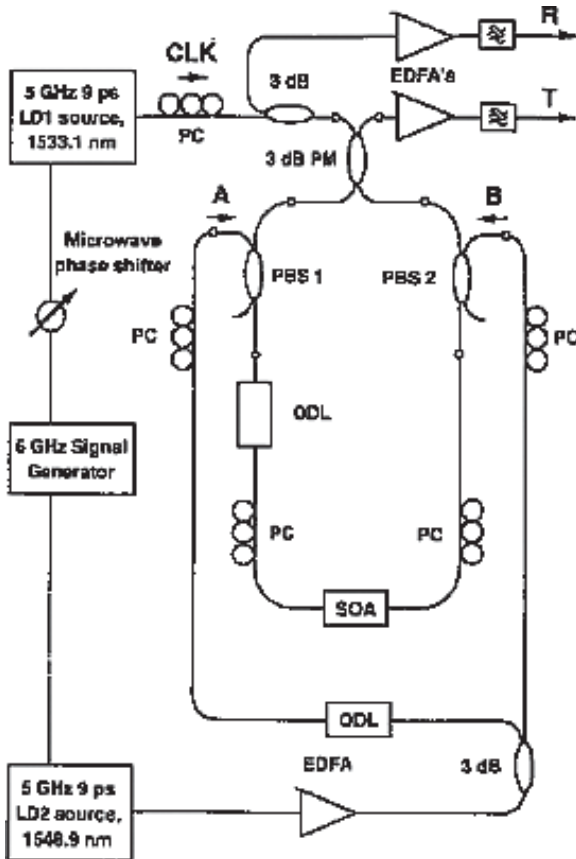 R
CLK
3 dB
EDFA's
5 GHz 9 ps
LD1 source,
1533.1 nm
PC
T
3 dB PM
A
B
Microwave
phase shifter
PBS 1
PBS 2
PC
PC
ODL
5 GHz Signal
Generator
PC
PC
SOA
ODL
EDFA
3 dB
5 GHz 9 ps
LD2 source,
1548.9 nm